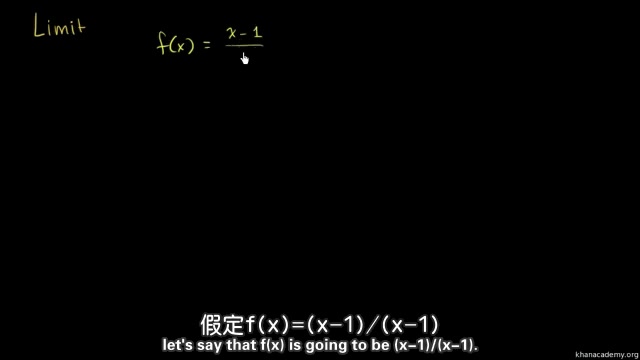 Limit
f(x) = x-1
假定f(x)=(x-1)/(x-1)
let's say that f(x) is going to be (x-1)/(x-1).
khanacademy.org